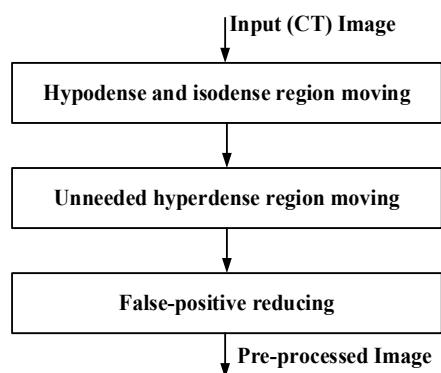 Input (CT) Image
Hypodense and isodense region moving
Unneeded hyperdense region moving
False-positive reducing
Pre-processed Image